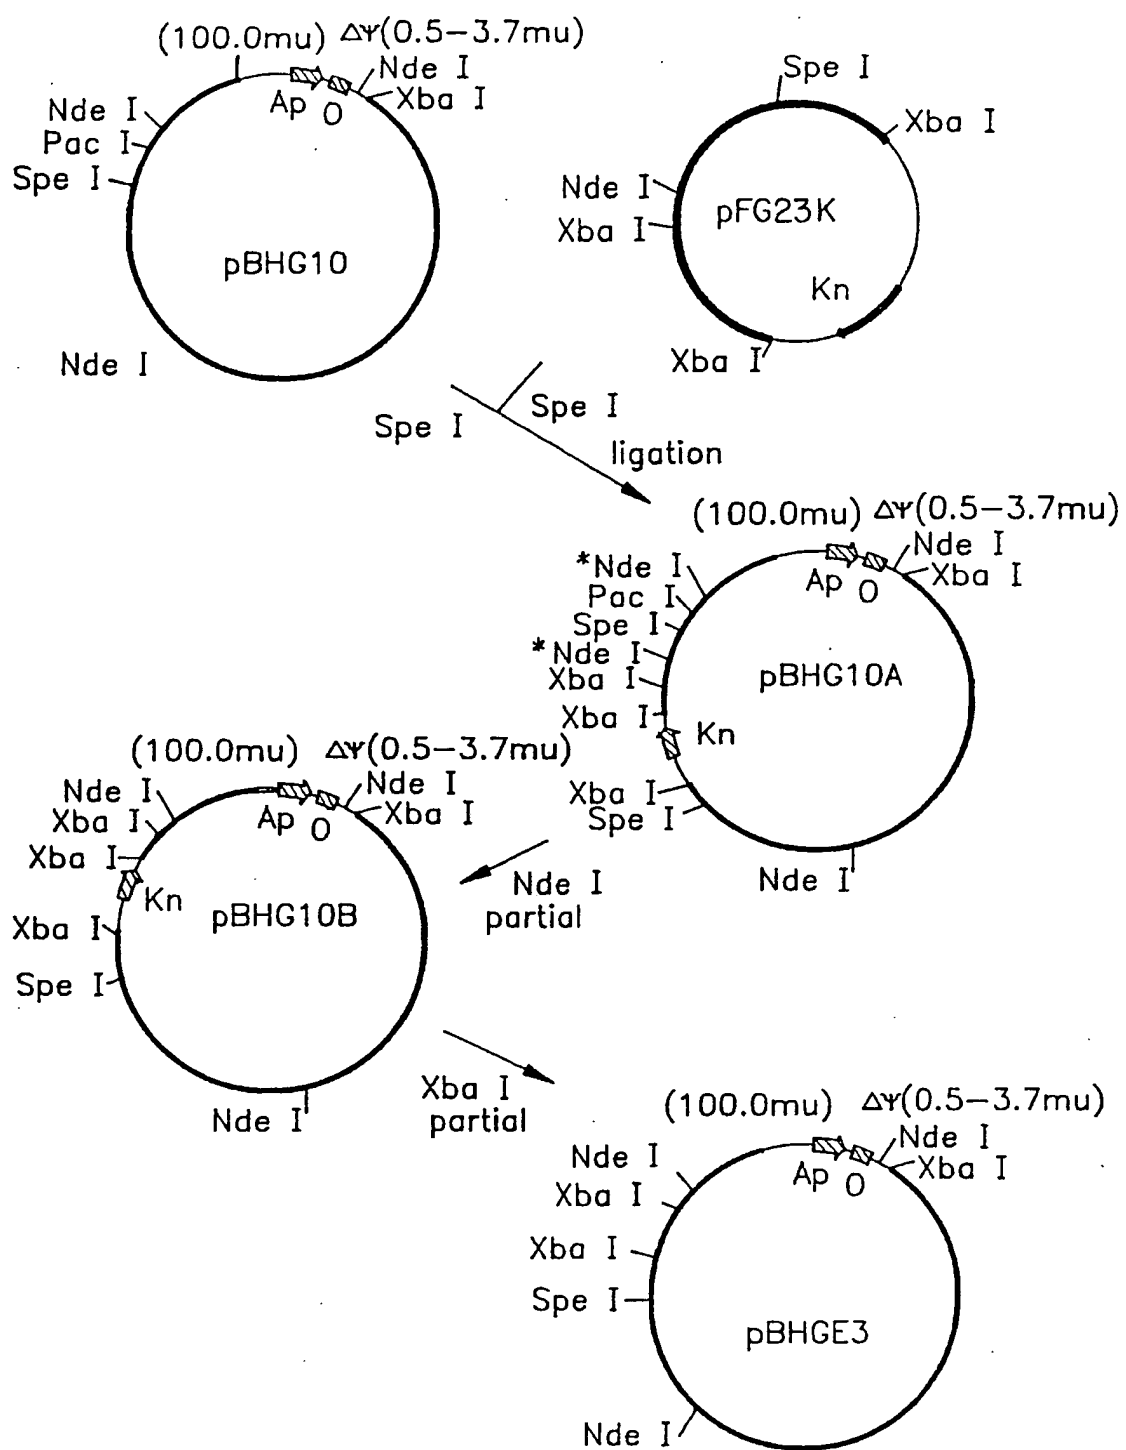 (100.0mu) ΔΨ(0.5–3.7mu)
Nde I
Xba I
Ap O
Nde I
Pac I
Spe I
pBHG10
Nde I
Spe I
Xba I
Nde I
Xba I
pFG23K
Kn
Xba I
Spe I
Spe I
ligation
(100.0mu) ΔΨ(0.5–3.7mu)
Nde I
Xba I
Ap O
*Nde I
Pac I
Spe I
*Nde I
Xba I
Xba I
Kn
pBHG10A
Xba I
Spe I
Nde I
Nde I
partial
(100.0mu) ΔΨ(0.5–3.7mu)
Nde I
Xba I
Ap O
Nde I
Xba I
Xba I
Kn
pBHG10B
Xba I
Spe I
Nde I
Xba I
partial
(100.0mu) ΔΨ(0.5–3.7mu)
Nde I
Xba I
Ap O
Nde I
Xba I
Xba I
Spe I
pBHGE3
Nde I